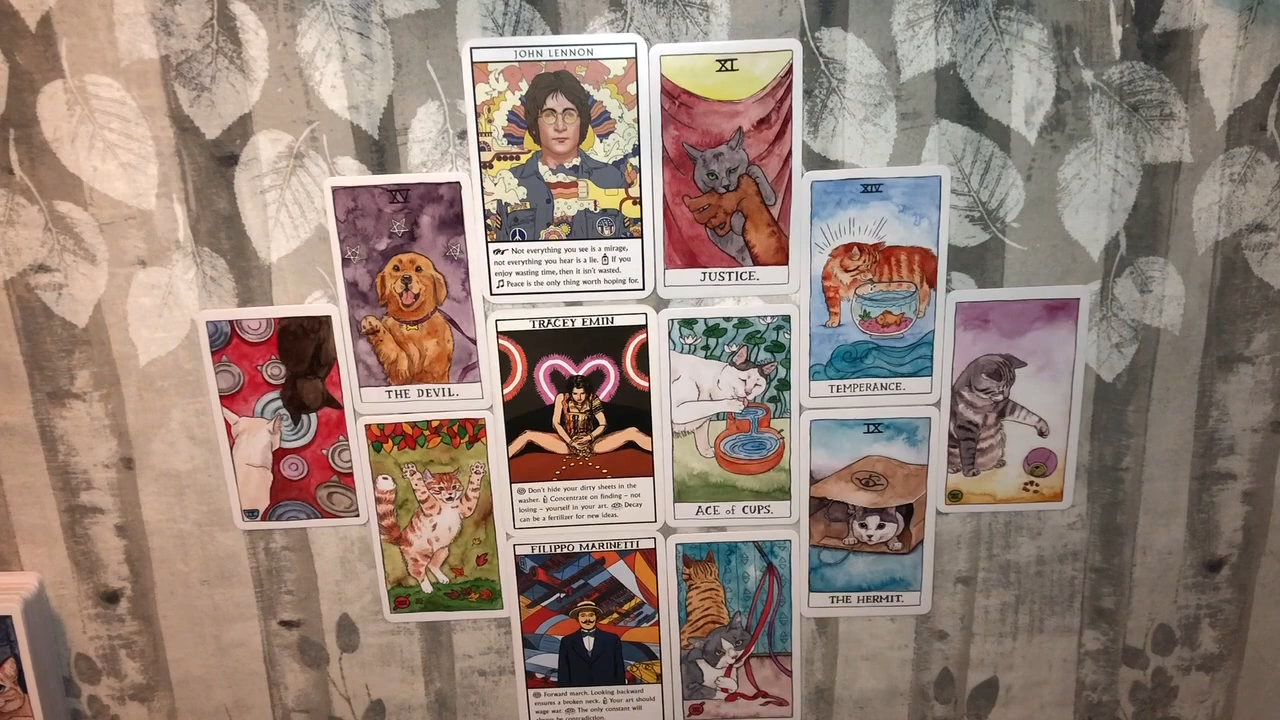 JOHN LENNON
Not everything you see is a mirage,
not everything you hear is a lie. If you
enjoy wasting time, then it isn't wasted.
Peace is the only thing worth hoping for.
XI
JUSTICE.
XV
THE DEVIL.
XIV
TEMPERANCE.
TRACEY EMIN
Don't hide your dirty sheets in the
washer. Concentrate on finding – not
losing – yourself in your art. Decay
can be a fertilizer for new ideas.
ACE of CUPS.
IX
THE HERMIT.
FILIPPO MARINETTI
Forward march. Looking backward
ensures a broken neck. Your art should
wage war. The only constant will
always be contradiction.